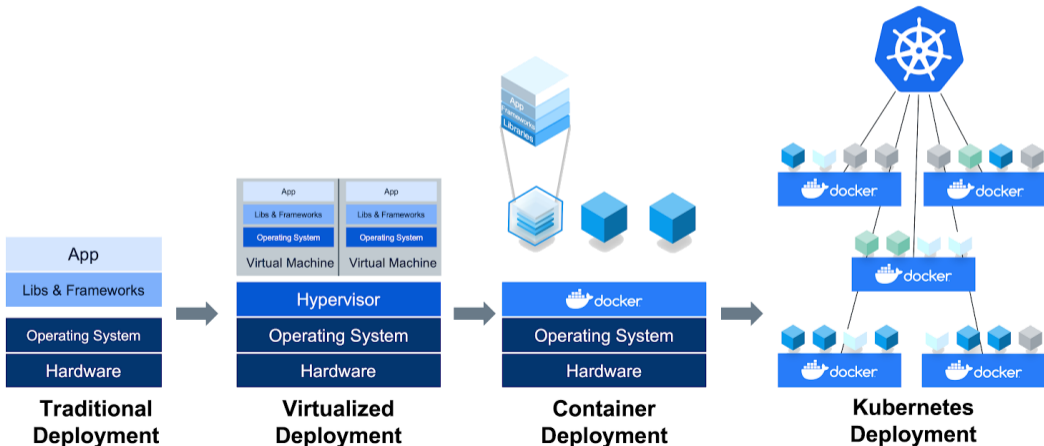 App
Libs & Frameworks
Operating System
Hardware
Traditional
Deployment
App
Libs & Frameworks
Operating System
Virtual Machine
App
Libs & Frameworks
Operating System
Virtual Machine
Hypervisor
Operating System
Hardware
Virtualized
Deployment
App
Frameworks
Libraries
docker
Operating System
Hardware
Container
Deployment
docker
docker
docker
docker
docker
Kubernetes
Deployment